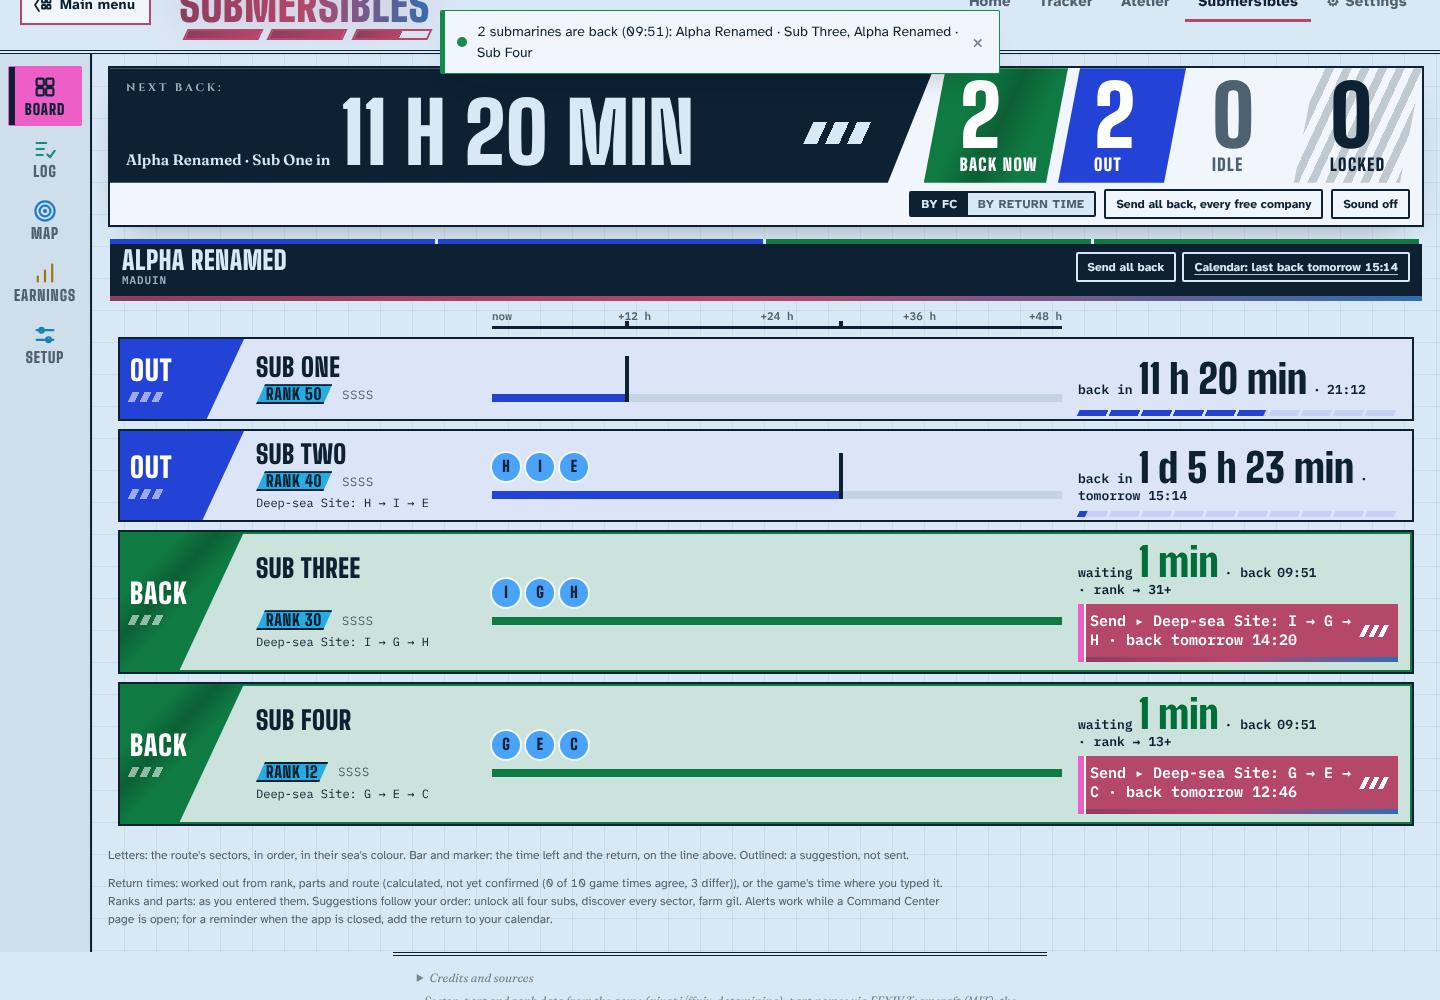 Main menu
SUBMERSIBLES
Home
Tracker
Atelier
Submersibles
Settings
2 submarines are back (09:51): Alpha Renamed · Sub Three, Alpha Renamed ·
Sub Four
×
BOARD
LOG
MAP
EARNINGS
SETUP
NEXT BACK:
Alpha Renamed · Sub One in 11 H 20 MIN
2
BACK NOW
2
OUT
0
IDLE
0
LOCKED
BY FC
BY RETURN TIME
Send all back, every free company
Sound off
ALPHA RENAMED
MADUIN
Send all back
Calendar: last back tomorrow 15:14
now
+12 h
+24 h
+36 h
+48 h
OUT
SUB ONE
RANK 50
SSSS
back in 11 h 20 min · 21:12
OUT
SUB TWO
RANK 40
SSSS
Deep-sea Site: H → I → E
H
I
E
back in 1 d 5 h 23 min ·
tomorrow 15:14
BACK
SUB THREE
RANK 30
SSSS
Deep-sea Site: I → G → H
I
G
H
waiting 1 min · back 09:51
· rank → 31+
Send ▸ Deep-sea Site: I → G →
H · back tomorrow 14:20
BACK
SUB FOUR
RANK 12
SSSS
Deep-sea Site: G → E → C
G
E
C
waiting 1 min · back 09:51
· rank → 13+
Send ▸ Deep-sea Site: G → E →
C · back tomorrow 12:46
Letters: the route's sectors, in order, in their sea's colour. Bar and marker: the time left and the return, on the line above. Outlined: a suggestion, not sent.
Return times: worked out from rank, parts and route (calculated, not yet confirmed (0 of 10 game times agree, 3 differ)), or the game's time where you typed it.
Ranks and parts: as you entered them. Suggestions follow your order: unlock all four subs, discover every sector, farm gil. Alerts work while a Command Center
page is open; for a reminder when the app is closed, add the return to your calendar.
▶ Credits and sources